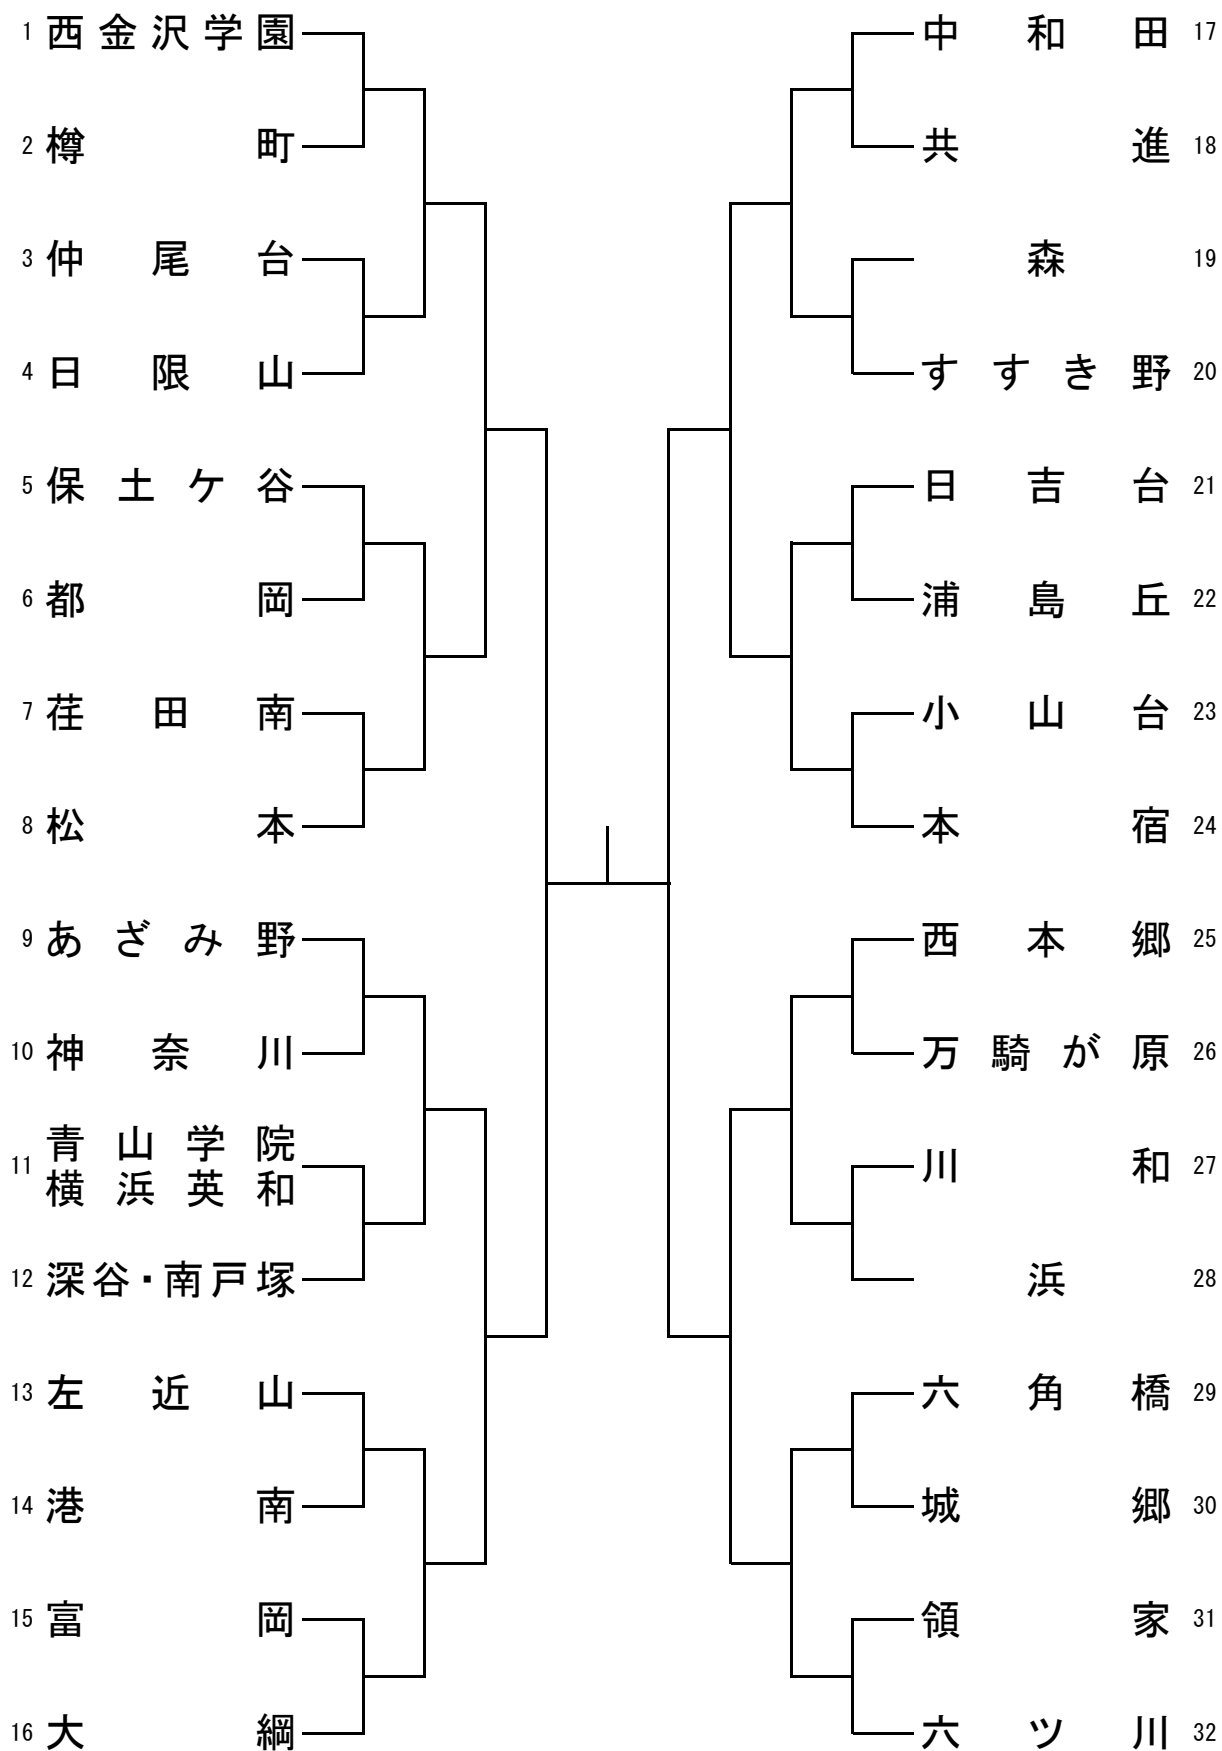 1 西金沢学園
2 樽町
3 仲尾台
4 日限山
5 保土ケ谷
6 都岡
7 荏田南
8 松本
9 あざみ野
10 神奈川
11 青山学院
横浜英和
12 深谷・南戸塚
13 左近山
14 港南
15 富岡
16 大綱
中和田 17
共進 18
森 19
すすき野 20
日吉台 21
浦島丘 22
小山台 23
本宿 24
西本郷 25
万騎が原 26
川和 27
浜 28
六角橋 29
城郷 30
領家 31
六ツ川 32